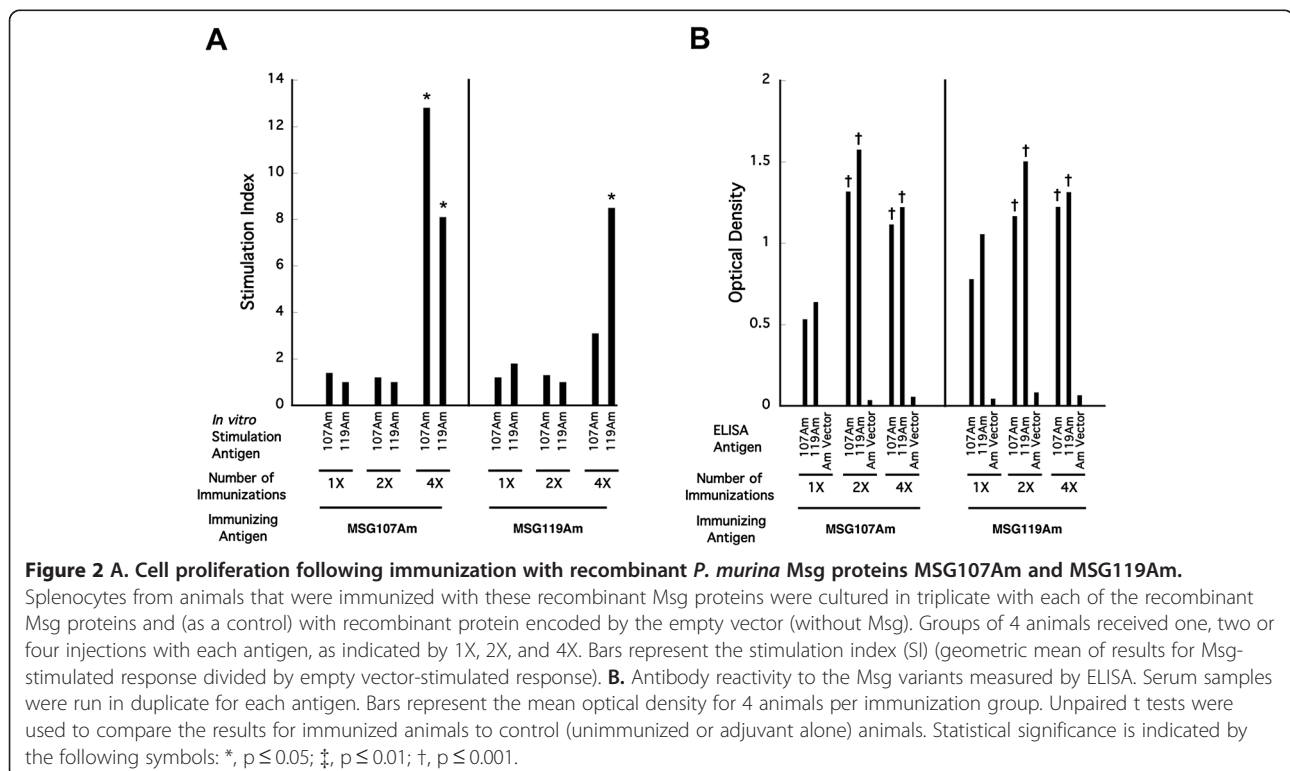 A
B
Stimulation Index
14
12
10
8
6
4
2
0
In vitro
Stimulation
Antigen
107Am 119Am 107Am 119Am 107Am 119Am 107Am 119Am 107Am 119Am 107Am 119Am
Number of
Immunizations
1X 2X 4X 1X 2X 4X
Immunizing
Antigen
MSG107Am MSG119Am
* * *
Optical Density
2
1.5
1
0.5
0
† † † † † † † †
ELISA
Antigen
107Am 119Am Am Vector 107Am 119Am Am Vector 107Am 119Am Am Vector 107Am 119Am Am Vector 107Am 119Am Am Vector 107Am 119Am Am Vector
Number of
Immunizations
1X 2X 4X 1X 2X 4X
Immunizing
Antigen
MSG107Am MSG119Am
Figure 2 A. Cell proliferation following immunization with recombinant P. murina Msg proteins MSG107Am and MSG119Am.
Splenocytes from animals that were immunized with these recombinant Msg proteins were cultured in triplicate with each of the recombinant
Msg proteins and (as a control) with recombinant protein encoded by the empty vector (without Msg). Groups of 4 animals received one, two or
four injections with each antigen, as indicated by 1X, 2X, and 4X. Bars represent the stimulation index (SI) (geometric mean of results for Msg-
stimulated response divided by empty vector-stimulated response). B. Antibody reactivity to the Msg variants measured by ELISA. Serum samples
were run in duplicate for each antigen. Bars represent the mean optical density for 4 animals per immunization group. Unpaired t tests were
used to compare the results for immunized animals to control (unimmunized or adjuvant alone) animals. Statistical significance is indicated by
the following symbols: *, p ≤ 0.05; ‡, p ≤ 0.01; †, p ≤ 0.001.